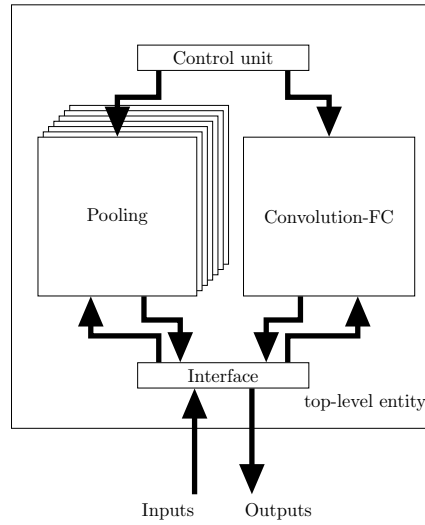 Control unit
Pooling
Convolution-FC
Interface
top-level entity
Inputs
Outputs